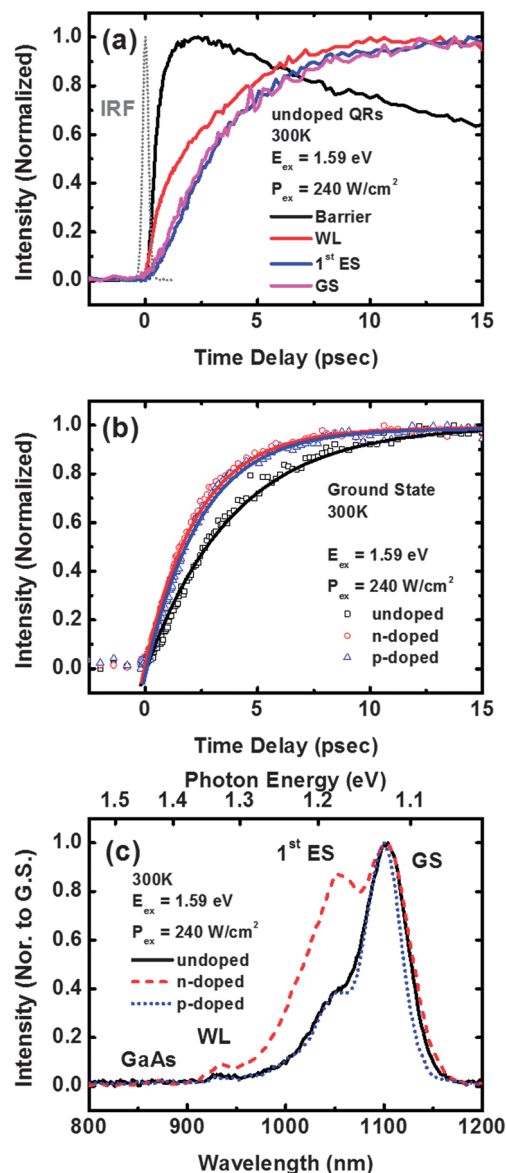 (a)
IRF
undoped QRs
300K
E_ex = 1.59 eV
P_ex = 240 W/cm²
Barrier
WL
1st ES
GS
Intensity (Normalized)
1.0
0.8
0.6
0.4
0.2
0.0
0 5 10 15
Time Delay (psec)
(b)
Ground State
300K
E_ex = 1.59 eV
P_ex = 240 W/cm²
undoped
n-doped
p-doped
Intensity (Normalized)
1.0
0.8
0.6
0.4
0.2
0.0
0 5 10 15
Time Delay (psec)
Photon Energy (eV)
1.5 1.4 1.3 1.2 1.1
(c)
1st ES
GS
300K
E_ex = 1.59 eV
P_ex = 240 W/cm²
undoped
n-doped
p-doped
WL
GaAs
Intensity (Nor. to G.S.)
1.0
0.8
0.6
0.4
0.2
0.0
800 900 1000 1100 1200
Wavelength (nm)